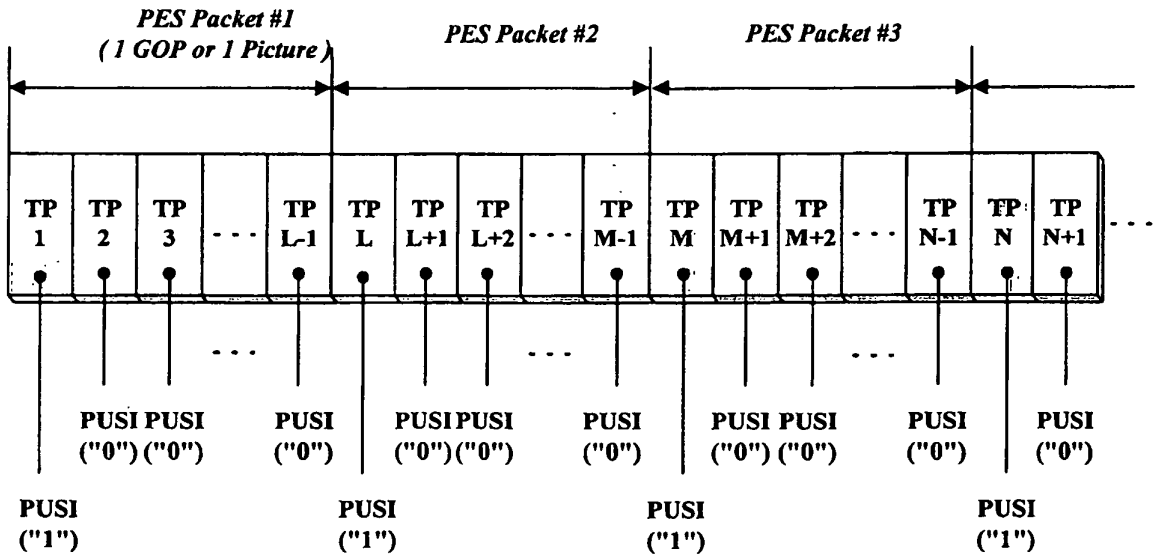 PES Packet #1
( 1 GOP or 1 Picture )
PES Packet #2
PES Packet #3
TP 1
TP 2
TP 3
- - - -
TP L-1
TP L
TP L+1
TP L+2
- - - -
TP M-1
TP M
TP M+1
TP M+2
- - - -
TP N-1
TP N
TP N+1
- - - -
- - - -
- - - -
- - - -
PUSI ("0")
PUSI ("0")
PUSI ("0")
PUSI ("0")
PUSI ("0")
PUSI ("0")
PUSI ("0")
PUSI ("0")
PUSI ("0")
PUSI ("0")
PUSI ("1")
PUSI ("1")
PUSI ("1")
PUSI ("1")